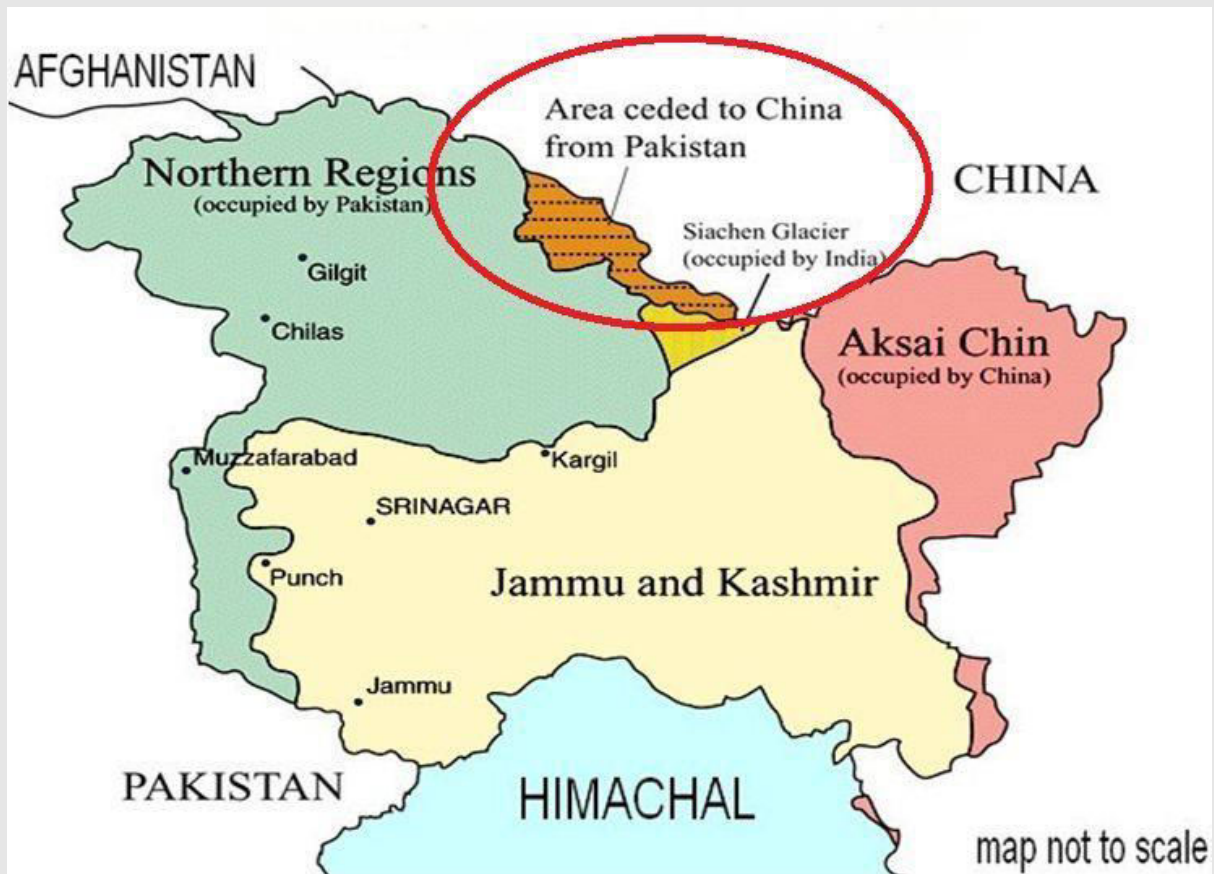 AFGHANISTAN
Area ceded to China
from Pakistan
Northern Regions
(occupied by Pakistan)
CHINA
Siachen Glacier
(occupied by India)
Gilgit
Chilas
Aksai Chin
(occupied by China)
Muzzafarabad
Kargil
SRINAGAR
Punch
Jammu and Kashmir
Jammu
PAKISTAN
HIMACHAL
map not to scale